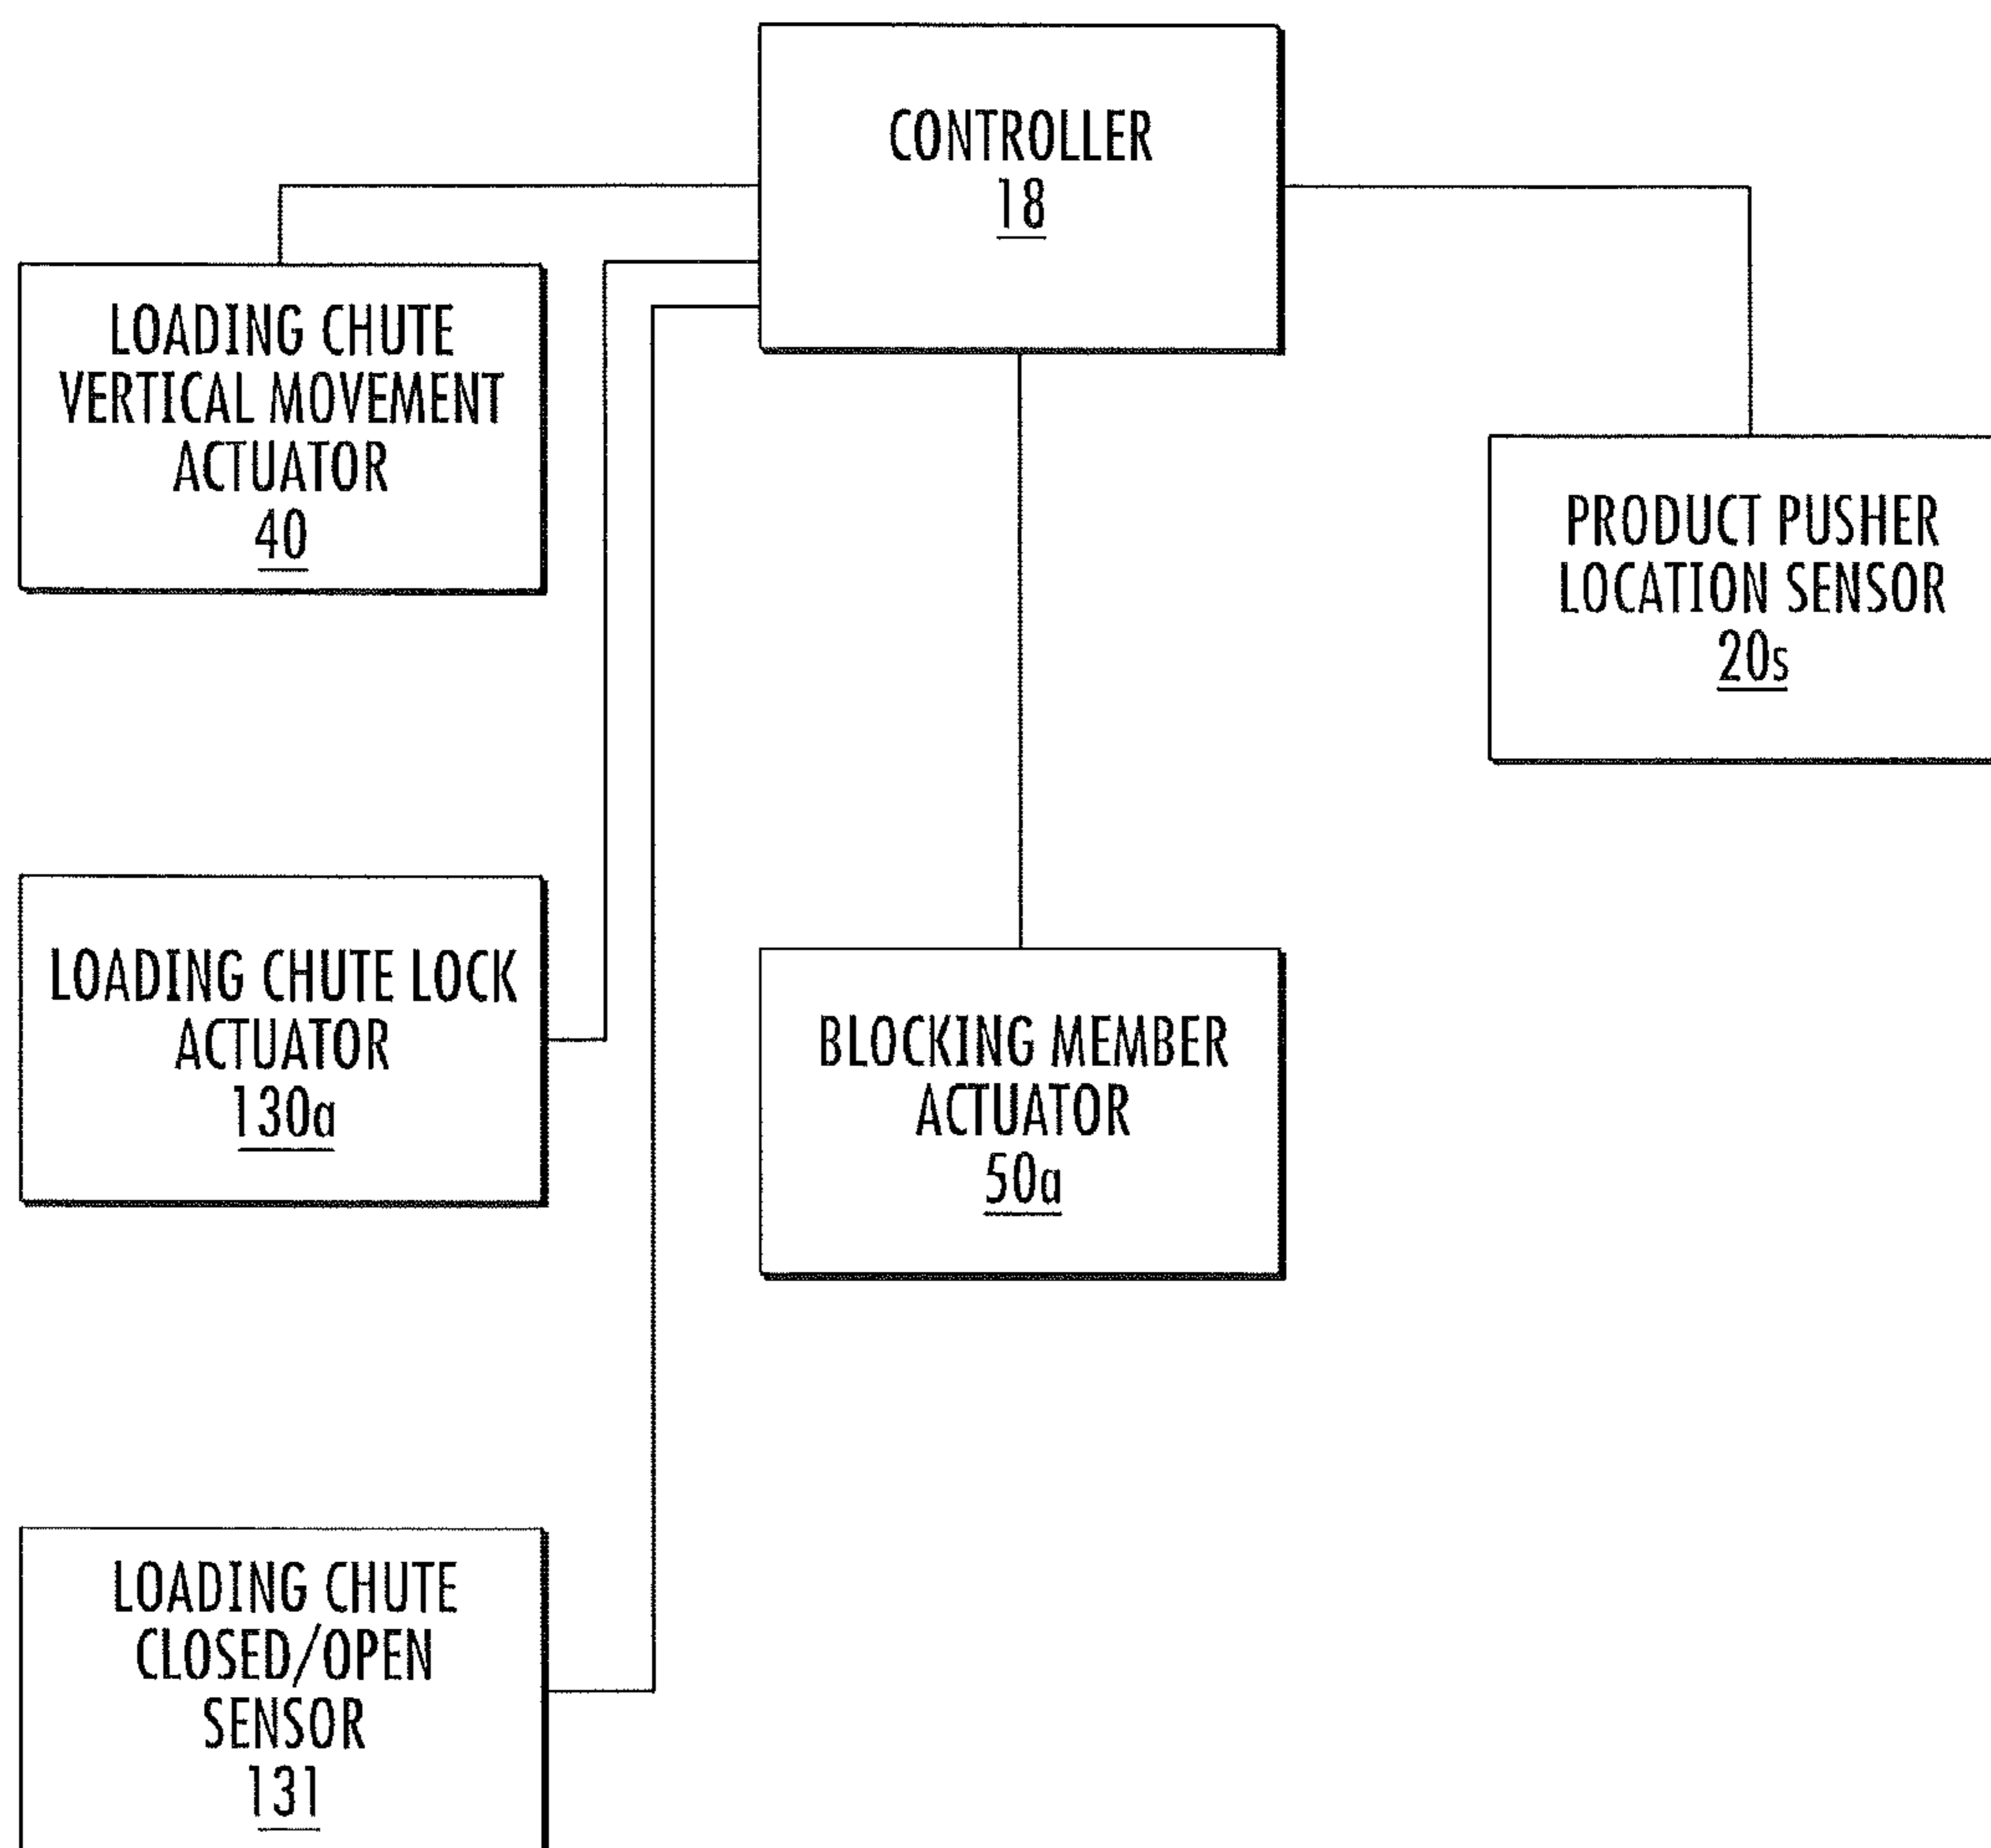 CONTROLLER
18
LOADING CHUTE
VERTICAL MOVEMENT
ACTUATOR
40
PRODUCT PUSHER
LOCATION SENSOR
20s
LOADING CHUTE LOCK
ACTUATOR
130a
BLOCKING MEMBER
ACTUATOR
50a
LOADING CHUTE
CLOSED/OPEN
SENSOR
131